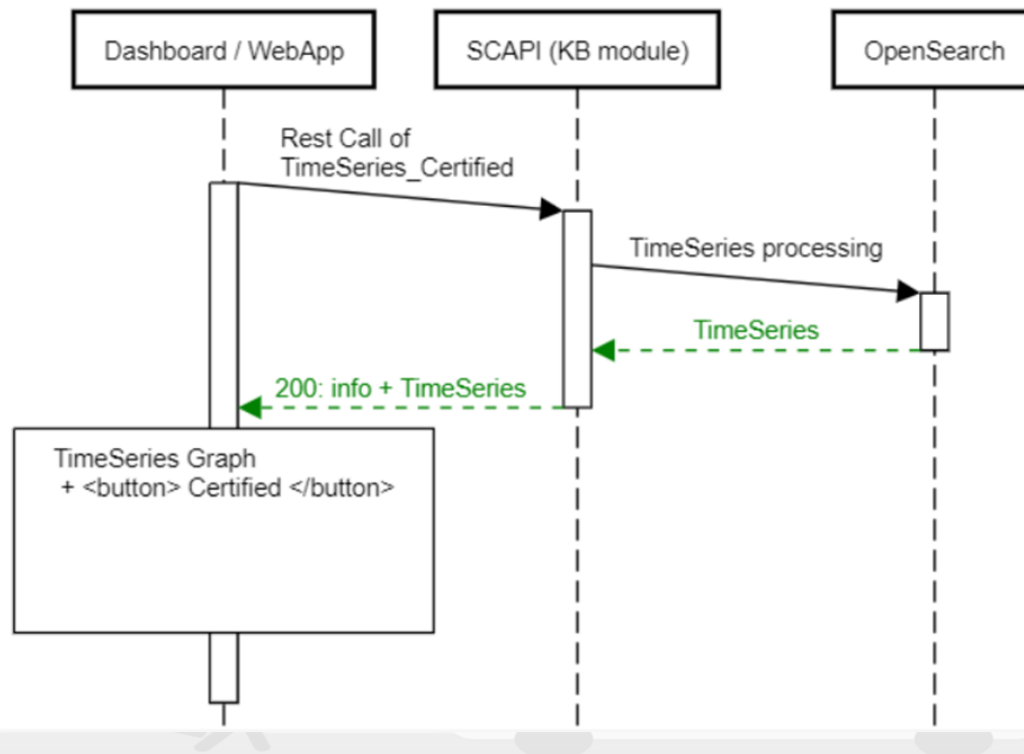 Dashboard / WebApp
SCAPI (KB module)
OpenSearch
Rest Call of
TimeSeries_Certified
TimeSeries processing
TimeSeries
200: info + TimeSeries
TimeSeries Graph
+ <button> Certified </button>